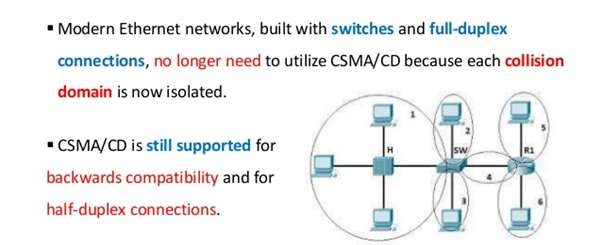 ▪ Modern Ethernet networks, built with switches and full-duplex
connections, no longer need to utilize CSMA/CD because each collision
domain is now isolated.
▪ CSMA/CD is still supported for
backwards compatibility and for
half-duplex connections.
1
2
5
H
SW
R1
4
3
6